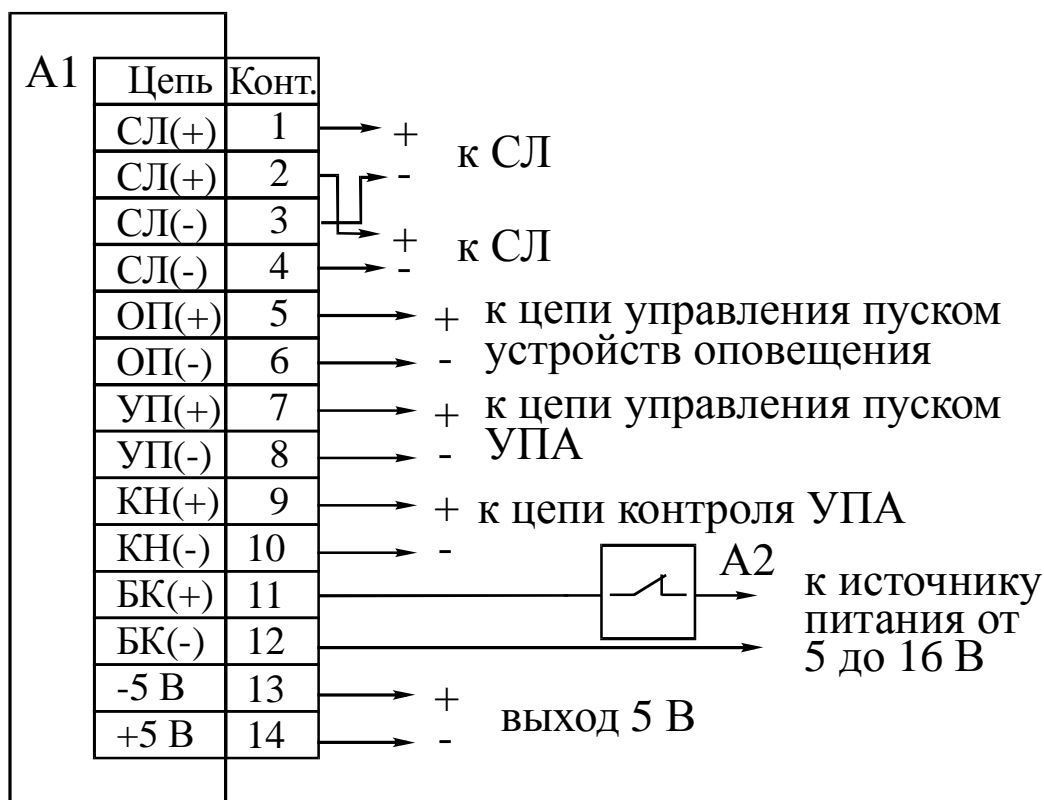 А1
Цепь Конт.
СЛ(+) 1 +
к СЛ
СЛ(+) 2 -
СЛ(-) 3 +
к СЛ
СЛ(-) 4 -
ОП(+) 5 + к цепи управления пуском
ОП(-) 6 - устройств оповещения
УП(+) 7 + к цепи управления пуском
УП(-) 8 - УПА
КН(+) 9 + к цепи контроля УПА
КН(-) 10 -
А2
БК(+) 11 к источнику
питания от
БК(-) 12 5 до 16 В
-5 В 13 +
выход 5 В
+5 В 14 -